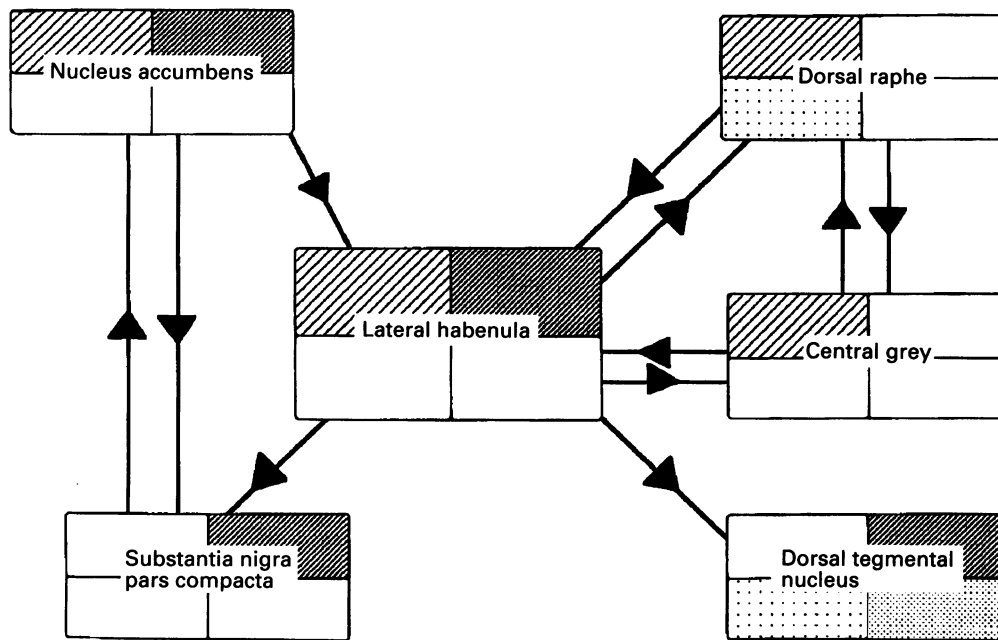 Nucleus accumbens
Dorsal raphe
Lateral habenula
Central grey
Substantia nigra
pars compacta
Dorsal tegmental
nucleus